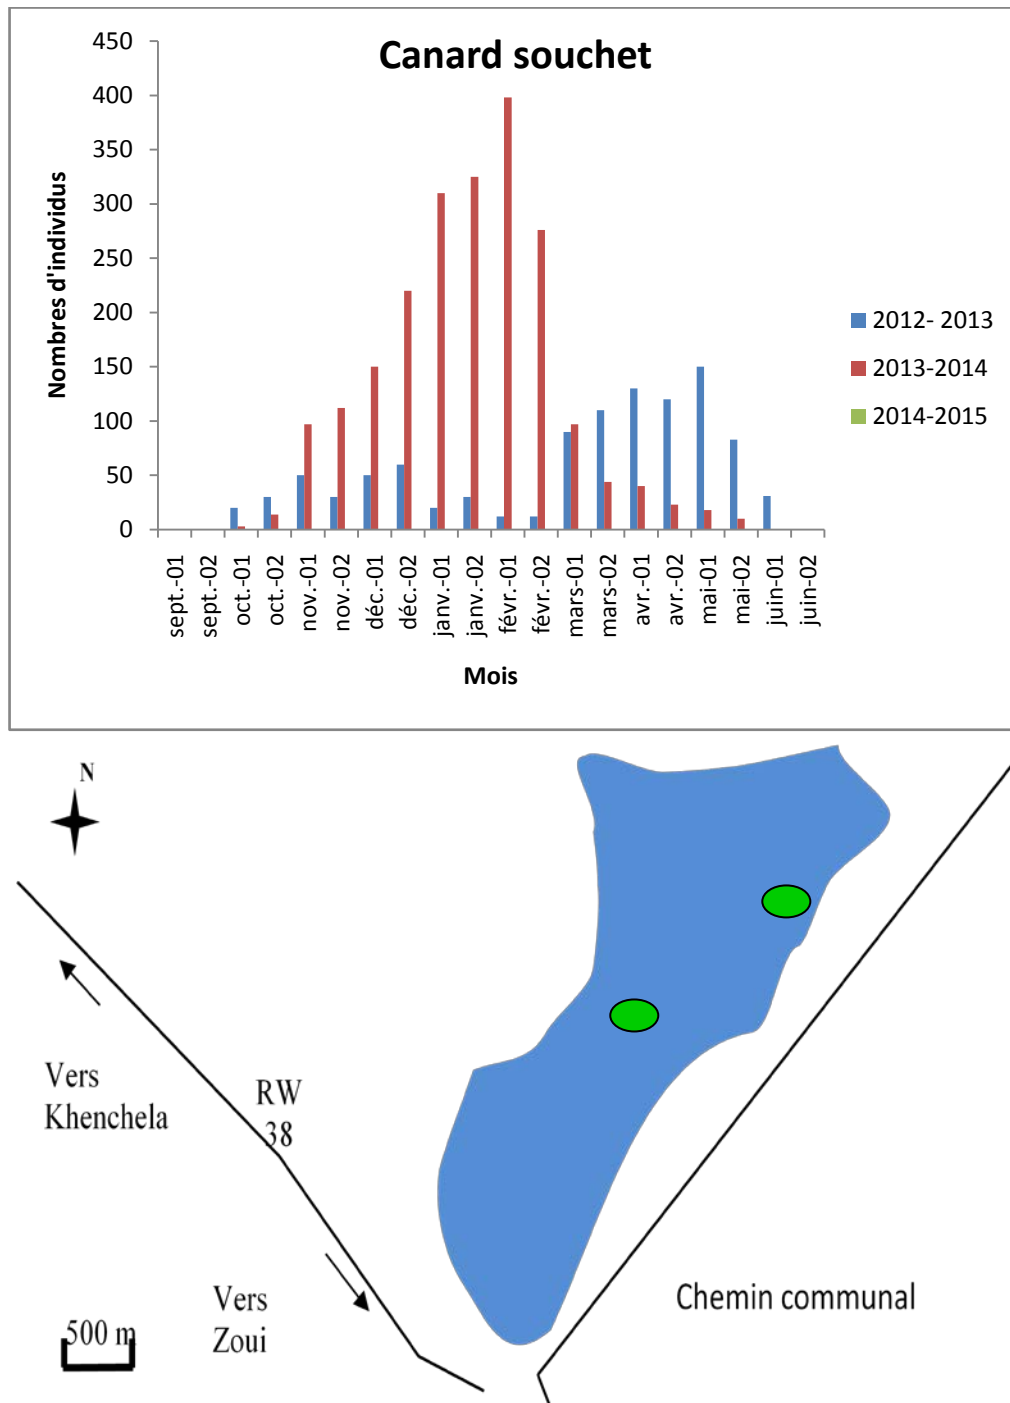 Canard souchet
450
400
350
300
250
200
150
100
50
0
Nombres d'individus
sept.-01
sept.-02
oct.-01
oct.-02
nov.-01
nov.-02
déc.-01
déc.-02
janv.-01
janv.-02
févr.-01
févr.-02
mars-01
mars-02
avr.-01
avr.-02
mai-01
mai-02
juin-01
juin-02
Mois
2012- 2013
2013-2014
2014-2015
N
Vers
Khenchela
RW
38
Vers
Zoui
500 m
Chemin communal